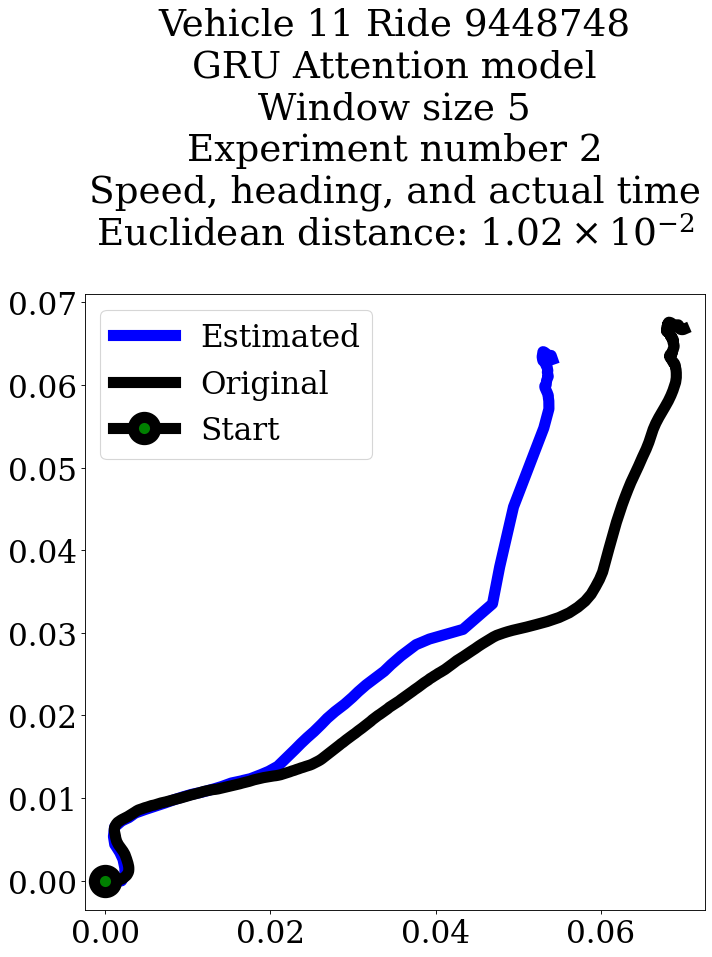 Vehicle 11 Ride 9448748
GRU Attention model
Window size 5
Experiment number 2
Speed, heading, and actual time
Euclidean distance: 1.02 × 10⁻²
0.07
0.06
0.05
0.04
0.03
0.02
0.01
0.00
Estimated
Original
Start
0.00 0.02 0.04 0.06